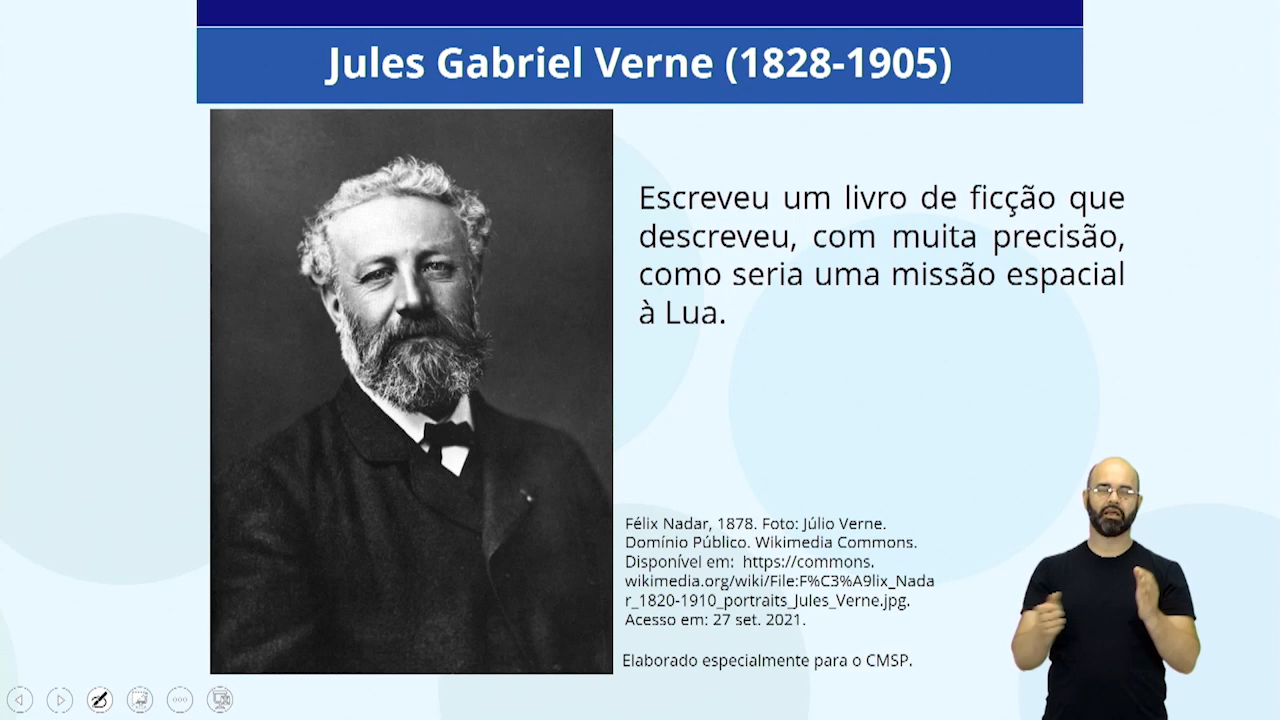 Jules Gabriel Verne (1828-1905)
Escreveu um livro de ficção que
descreveu, com muita precisão,
como seria uma missão espacial
à Lua.
Félix Nadar, 1878. Foto: Júlio Verne.
Domínio Público. Wikimedia Commons.
Disponível em: https://commons.
wikimedia.org/wiki/File:F%C3%A9lix_Nada
r_1820-1910_portraits_Jules_Verne.jpg.
Acesso em: 27 set. 2021.
Elaborado especialmente para o CMSP.